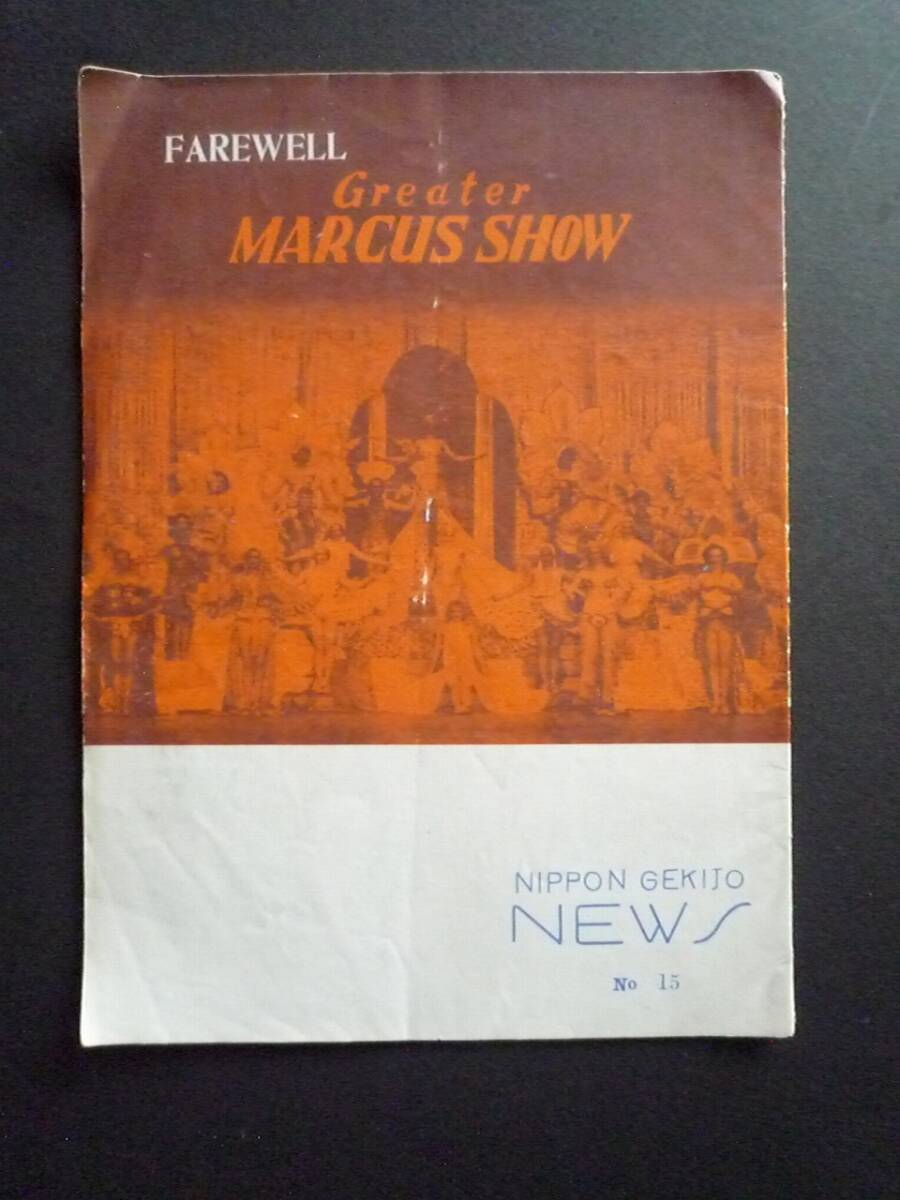 FAREWELL
Greater
MARCUS SHOW
NIPPON GEKIJO
NEWS
No 15